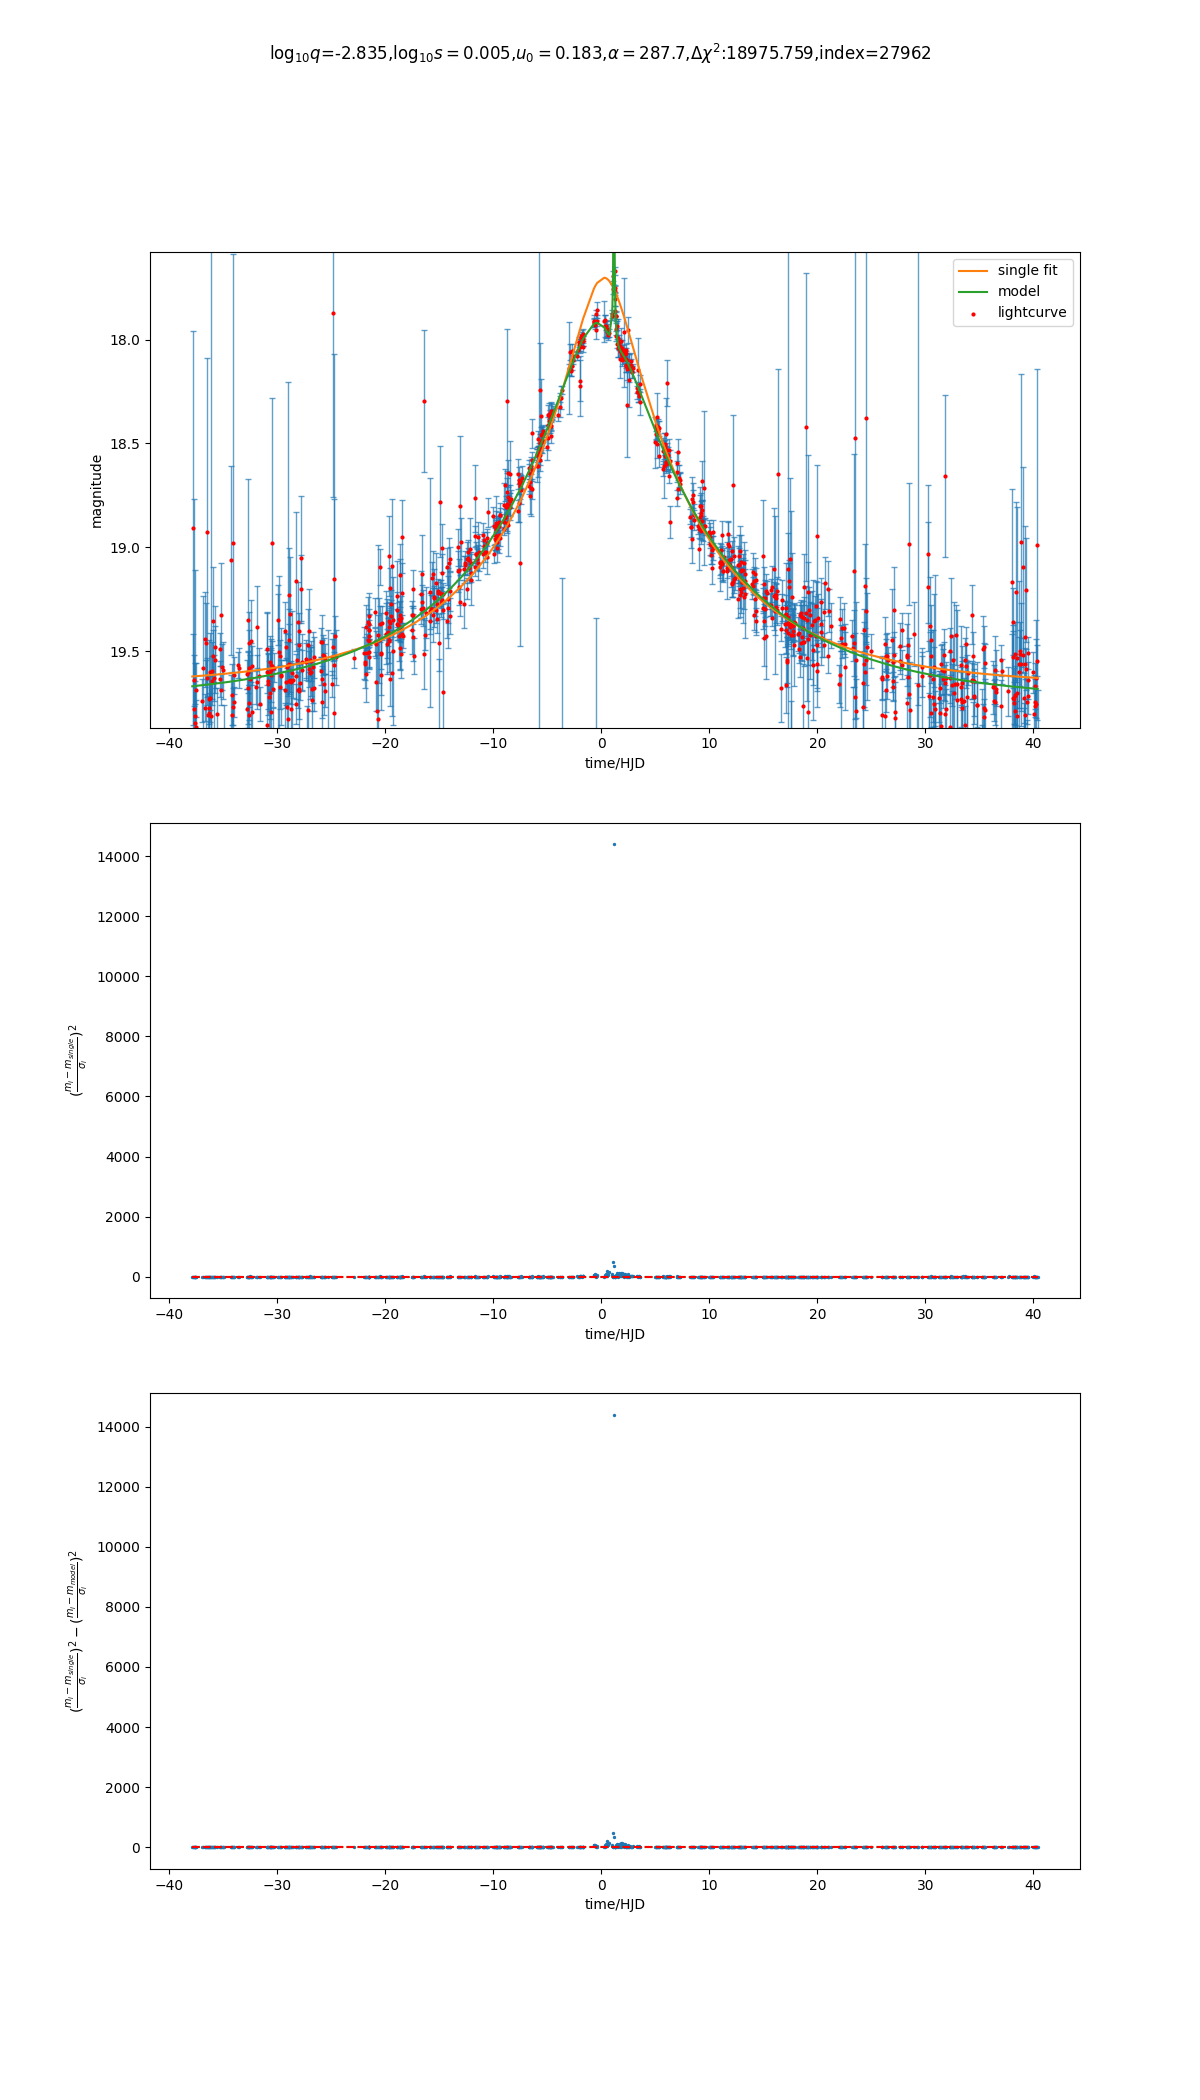 log₁₀q=-2.835,log₁₀s = 0.005,u₀ = 0.183,α = 287.7,Δχ²:18975.759,index=27962
single fit
model
lightcurve
magnitude
18.0
18.5
19.0
19.5
−40 −30 −20 −10 0 10 20 30 40
time/HJD
((mᵢ − m_single)/σᵢ)²
14000
12000
10000
8000
6000
4000
2000
0
−40 −30 −20 −10 0 10 20 30 40
time/HJD
((mᵢ − m_single)/σᵢ)² − ((mᵢ − m_model)/σᵢ)²
14000
12000
10000
8000
6000
4000
2000
0
−40 −30 −20 −10 0 10 20 30 40
time/HJD